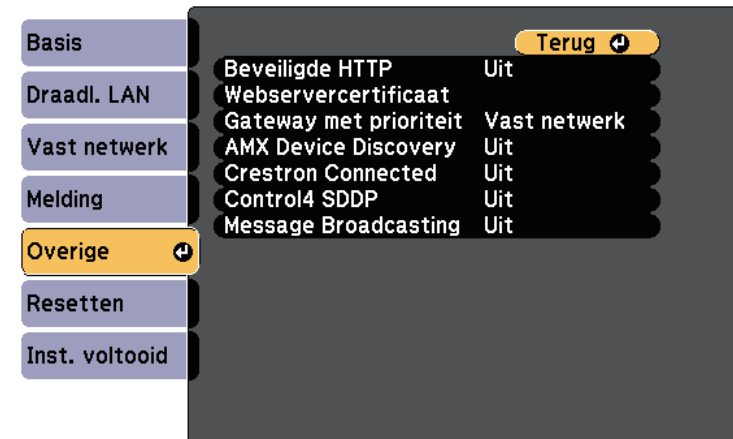 Basis
Draadl. LAN
Vast netwerk
Melding
Overige
Resetten
Inst. voltooid
Terug
Beveiligde HTTP Uit
Webservercertificaat
Gateway met prioriteit Vast netwerk
AMX Device Discovery Uit
Crestron Connected Uit
Control4 SDDP Uit
Message Broadcasting Uit